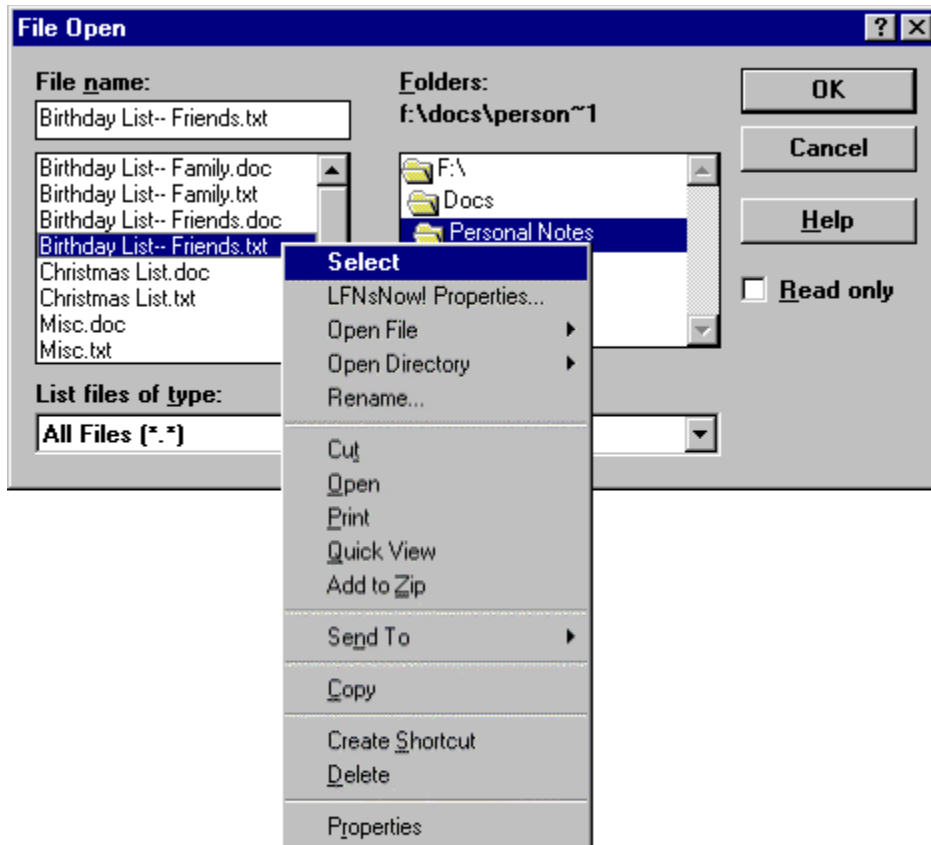 File Open
File name:
Birthday List-- Friends.txt
Birthday List-- Family.doc
Birthday List-- Family.txt
Birthday List-- Friends.doc
Birthday List-- Friends.txt
Christmas List.doc
Christmas List.txt
Misc.doc
Misc.txt
List files of type:
All Files (*.*)
Folders:
f:\docs\person~1
F:\
Docs
Personal Notes
OK
Cancel
Help
Read only
Select
LFNsNow! Properties...
Open File
Open Directory
Rename...
Cut
Open
Print
Quick View
Add to Zip
Send To
Copy
Create Shortcut
Delete
Properties